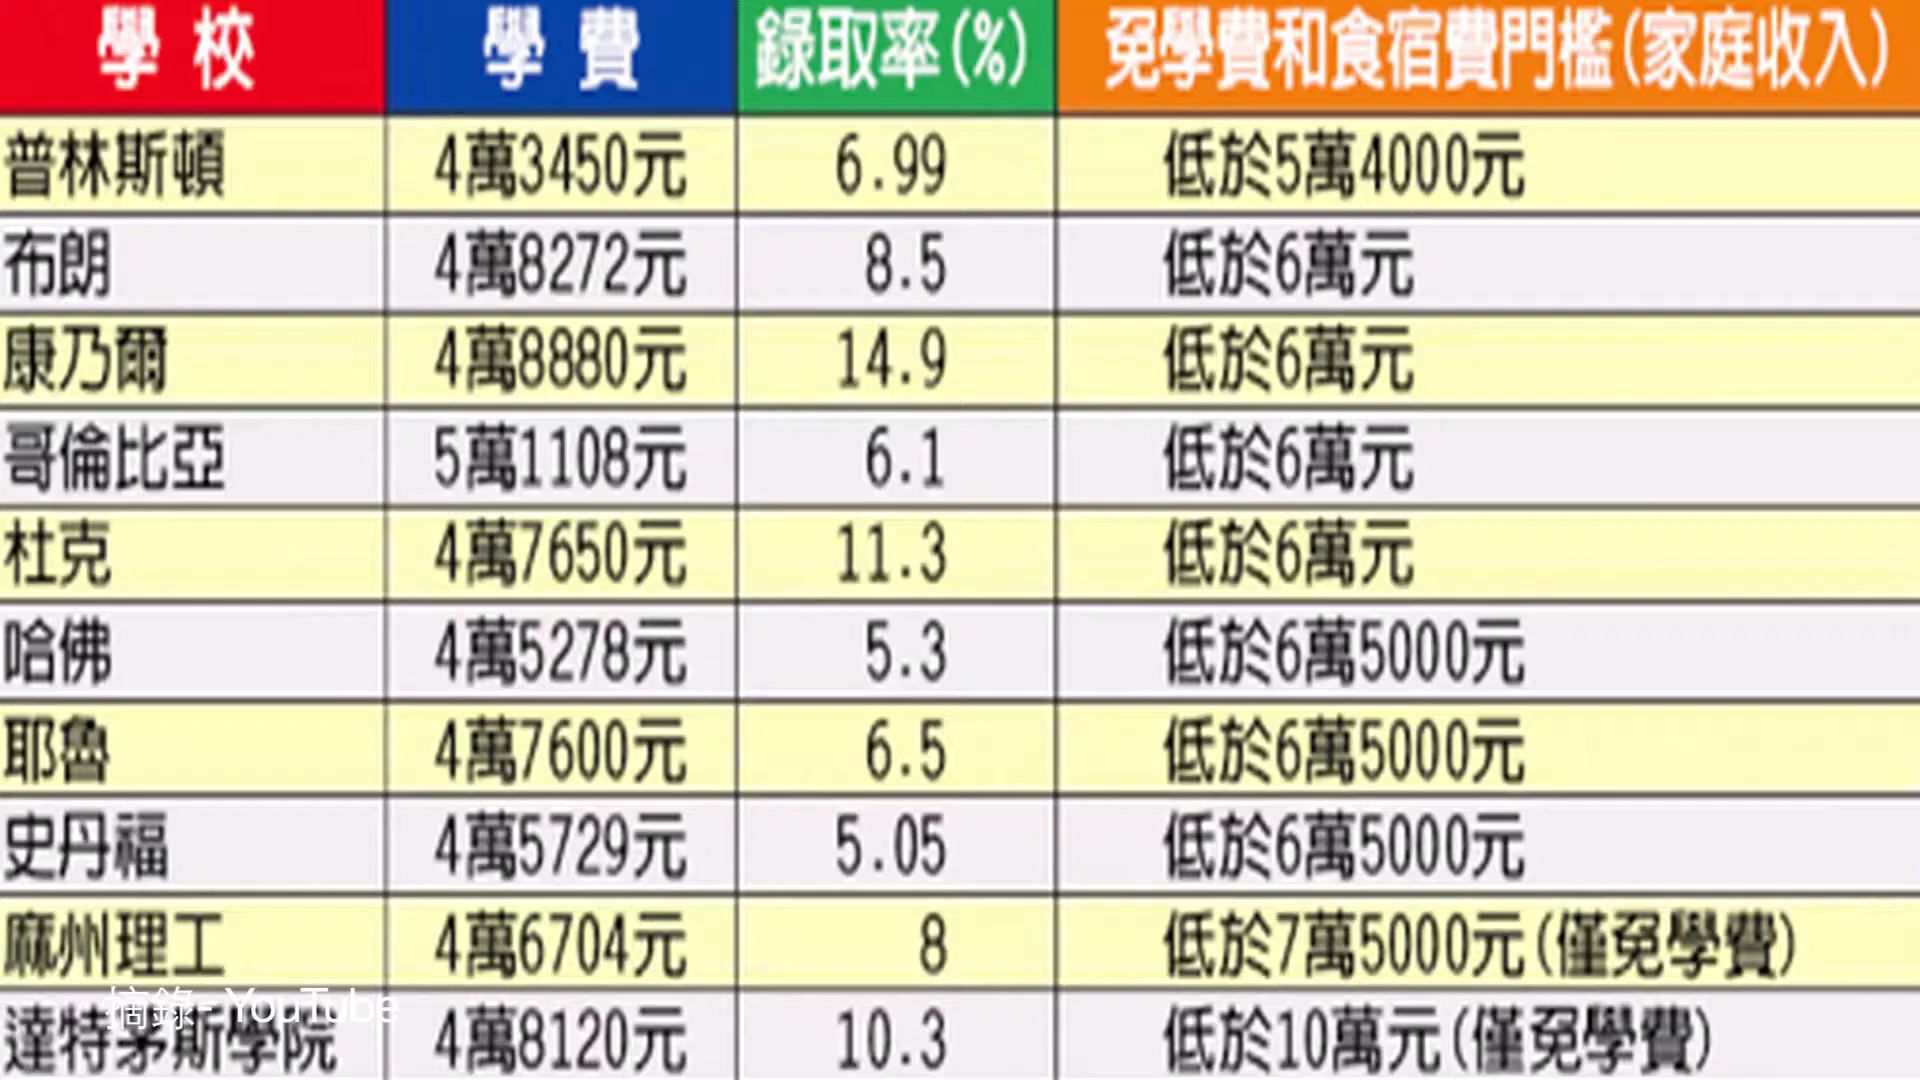 學校 學費 錄取率(%) 免學費和食宿費門檻(家庭收入)
普林斯頓 4萬3450元 6.99 低於5萬4000元
布朗 4萬8272元 8.5 低於6萬元
康乃爾 4萬8880元 14.9 低於6萬元
哥倫比亞 5萬1108元 6.1 低於6萬元
杜克 4萬7650元 11.3 低於6萬元
哈佛 4萬5278元 5.3 低於6萬5000元
耶魯 4萬7600元 6.5 低於6萬5000元
史丹福 4萬5729元 5.05 低於6萬5000元
麻州理工 4萬6704元 8 低於7萬5000元(僅免學費)
摘錄- YouTube
達特茅斯學院 4萬8120元 10.3 低於10萬元(僅免學費)